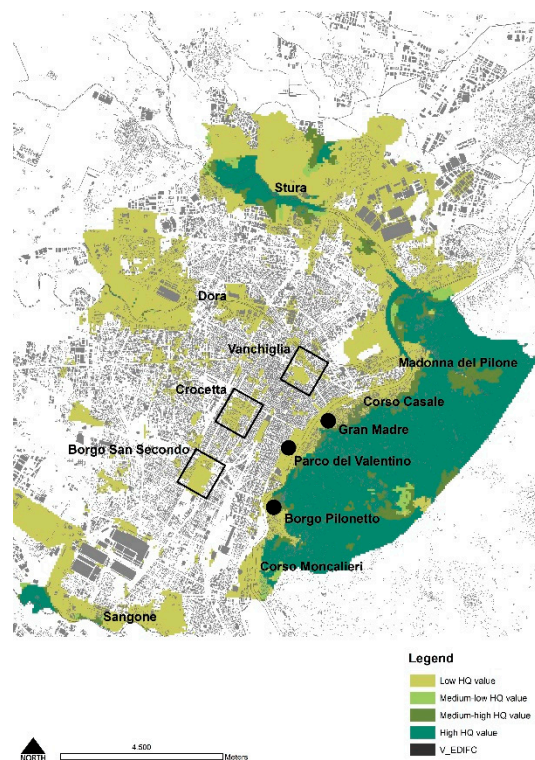 Stura
Dora
Vanchiglia
Madonna del Pilone
Crocetta
Corso Casale
Gran Madre
Borgo San Secondo
Parco del Valentino
Borgo Pilonetto
Corso Moncalieri
Sangone
Legend
Low HQ value
Medium-low HQ value
Medium-high HQ value
High HQ value
V_EDIFC
NORTH
4.500
Meters